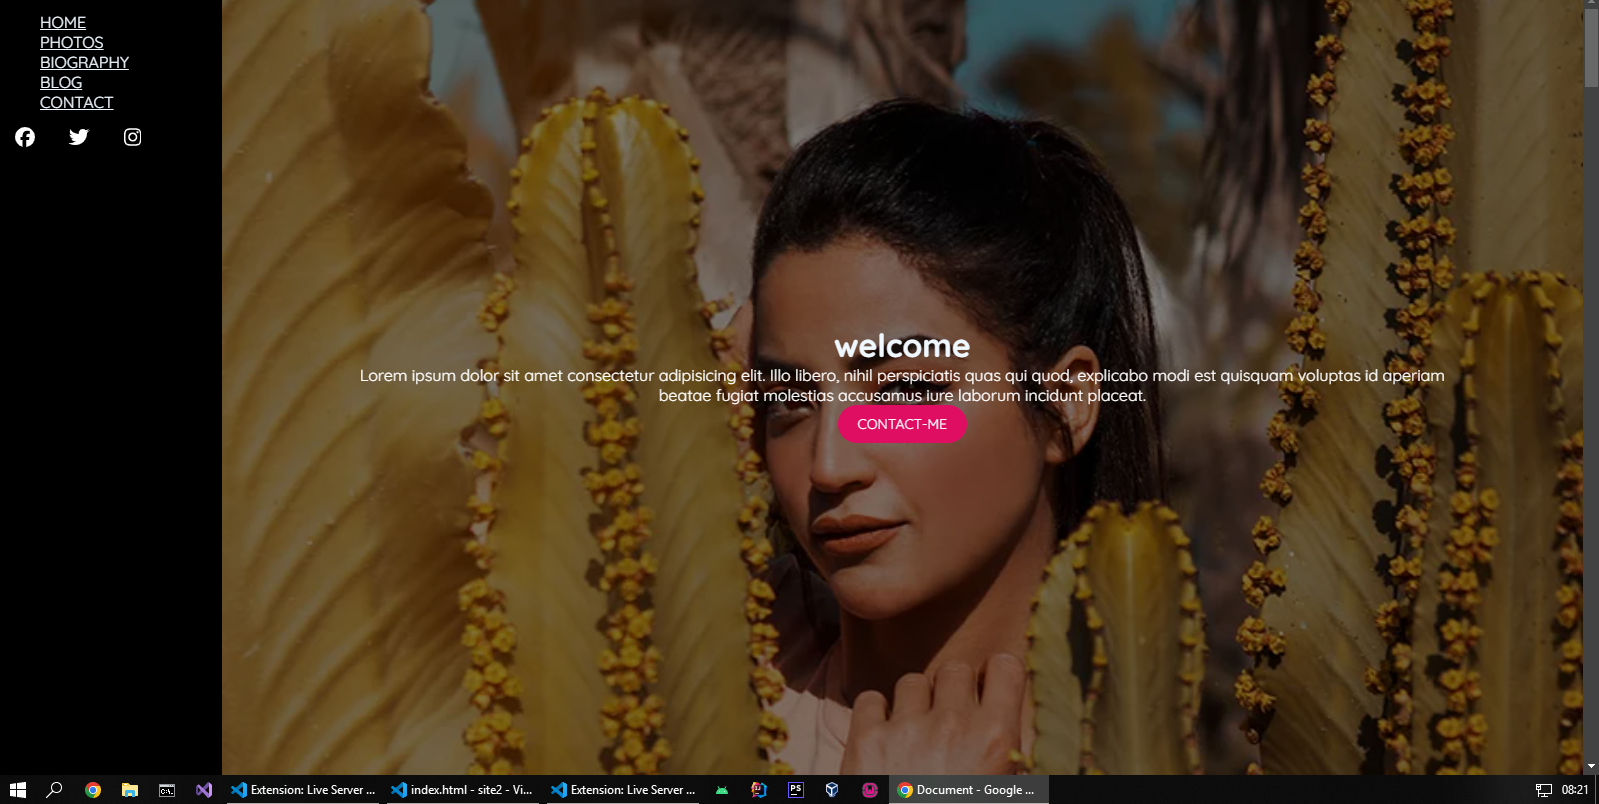 HOME
PHOTOS
BIOGRAPHY
BLOG
CONTACT
welcome
Lorem ipsum dolor sit amet consectetur adipisicing elit. Illo libero, nihil perspiciatis quas qui quod, explicabo modi est quisquam voluptas id aperiam
beatae fugiat molestias accusamus iure laborum incidunt placeat.
CONTACT-ME
Extension: Live Server ...
index.html - site2 - Vi...
Extension: Live Server ...
PS
Document - Google ...
08:21